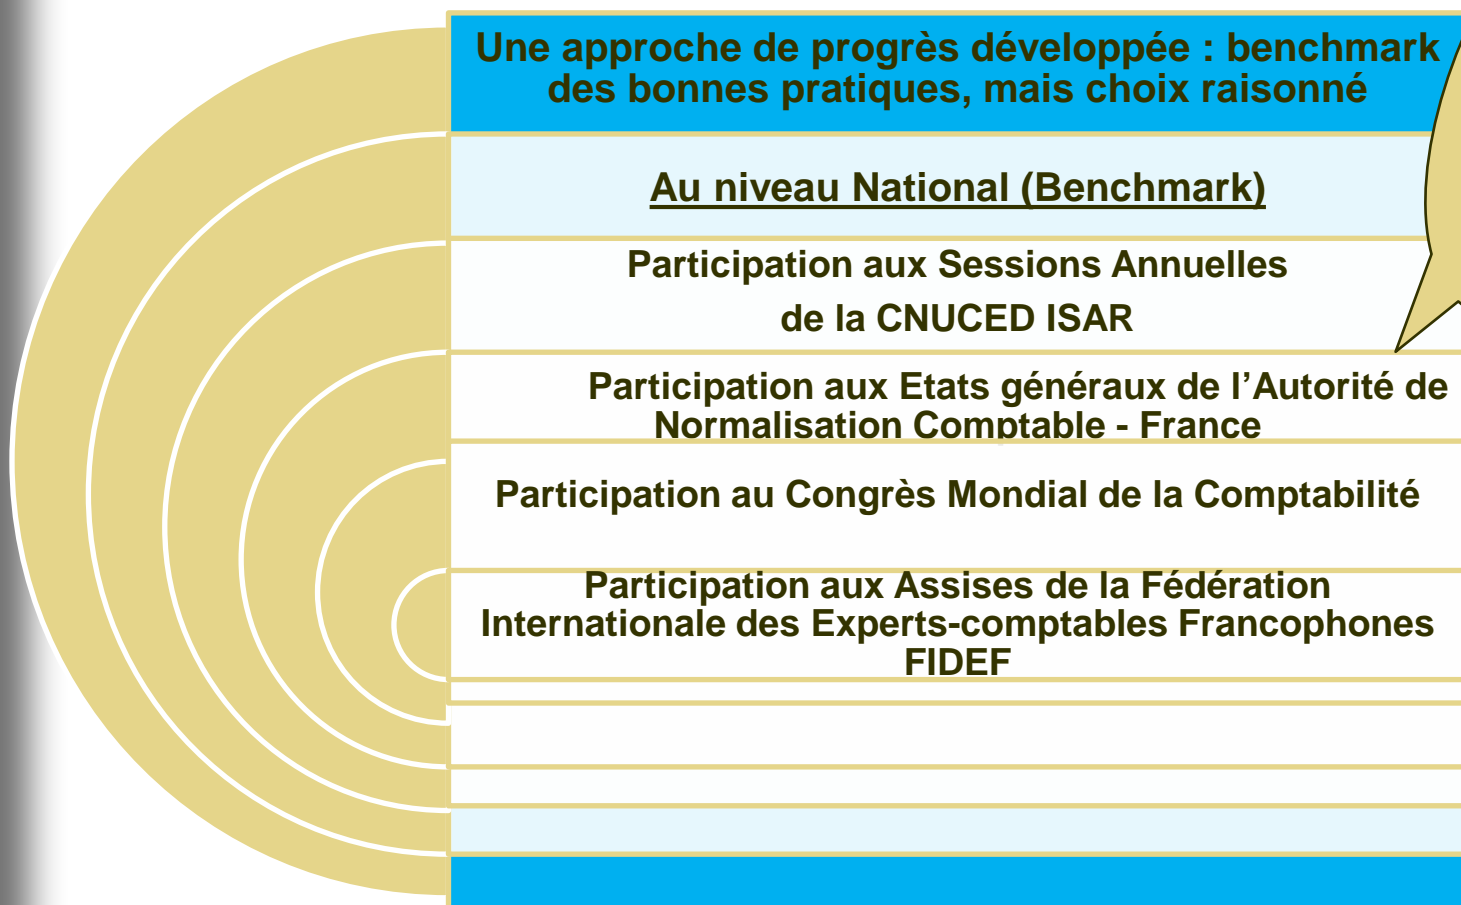 Une approche de progrès développée : benchmark
des bonnes pratiques, mais choix raisonné
Au niveau National (Benchmark)
Participation aux Sessions Annuelles
de la CNUCED ISAR
Participation aux Etats généraux de l’Autorité de
Normalisation Comptable - France
Participation au Congrès Mondial de la Comptabilité
Participation aux Assises de la Fédération
Internationale des Experts-comptables Francophones
FIDEF